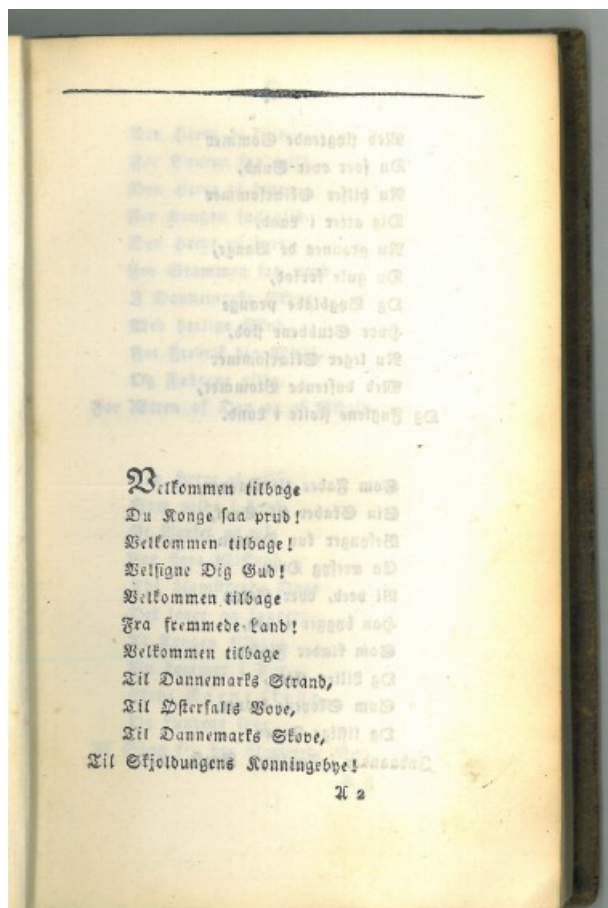 Velkommen tilbage
Du Konge saa prud!
Velkommen tilbage!
Velsigne Dig Gud!
Velkommen tilbage
Fra fremmede Land!
Velkommen tilbage
Til Dannemarks Strand,
Til Østersalts Vove,
Til Dannemarks Skove,
Til Skjoldungens Konningebye!
A 2